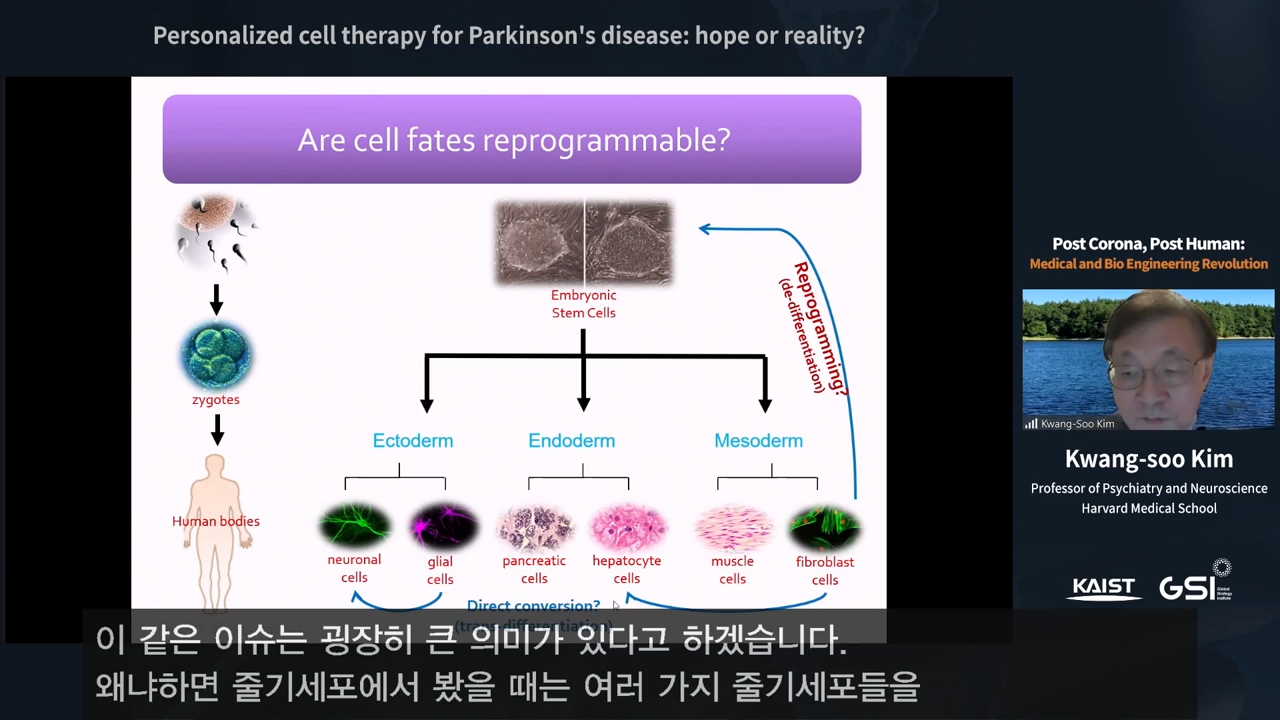 Personalized cell therapy for Parkinson's disease: hope or reality?
Are cell fates reprogrammable?
Embryonic
Stem Cells
Reprogramming?
(de-differentiation)
zygotes
Human bodies
Ectoderm
Endoderm
Mesoderm
neuronal
cells
glial
cells
pancreatic
cells
hepatocyte
cells
muscle
cells
fibroblast
cells
Direct conversion?
(trans-differentiation)
Post Corona, Post Human:
Medical and Bio Engineering Revolution
Kwang-Soo Kim
Kwang-soo Kim
Professor of Psychiatry and Neuroscience
Harvard Medical School
KAIST
GSI
Global
Strategy
Institute
이 같은 이슈는 굉장히 큰 의미가 있다고 하겠습니다.
왜냐하면 줄기세포에서 봤을 때는 여러 가지 줄기세포들을